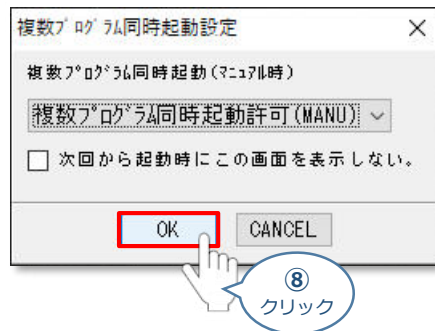 複数ﾌﾟﾛｸﾞﾗﾑ同時起動設定
複数ﾌﾟﾛｸﾞﾗﾑ同時起動(ﾏﾆｭｱﾙ時)
複数ﾌﾟﾛｸﾞﾗﾑ同時起動許可(MANU)
次回から起動時にこの画面を表示しない。
OK
CANCEL
⑧
クリック